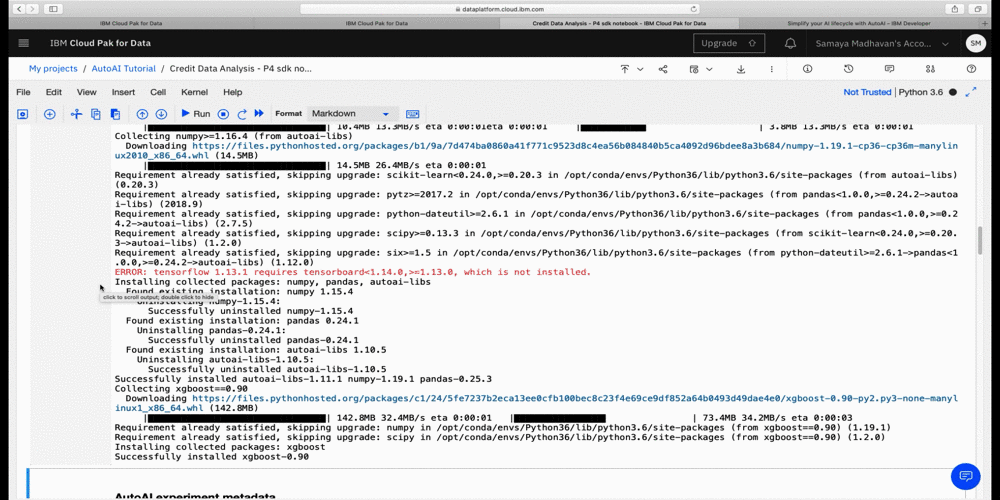 dataplatform.cloud.ibm.com
IBM Cloud Pak for Data
IBM Cloud Pak for Data
Credit Data Analysis - P4 sdk notebook - IBM Cloud Pak for Data
Simplify your AI lifecycle with AutoAI - IBM Developer
IBM Cloud Pak for Data
Upgrade
Samaya Madhavan's Acco...
SM
My projects / AutoAI Tutorial / Credit Data Analysis - P4 sdk no...
File Edit View Insert Cell Kernel Help
Not Trusted | Python 3.6
Run
Format
Markdown
| 10.4MB 13.3MB/s eta 0:00:01eta 0:00:01 | | 3.8MB 13.3MB/s eta 0:00:01
Collecting numpy>=1.16.4 (from autoai-libs)
Downloading https://files.pythonhosted.org/packages/b1/9a/7d474ba0860a41f771c9523d8c4ea56b084840b5ca4092d96bdee8a3b684/numpy-1.19.1-cp36-cp36m-manylin
ux2010_x86_64.whl (14.5MB)
| | 14.5MB 26.4MB/s eta 0:00:01
Requirement already satisfied, skipping upgrade: scikit-learn<0.24.0,>=0.20.3 in /opt/conda/envs/Python36/lib/python3.6/site-packages (from autoai-libs)
(0.20.3)
Requirement already satisfied, skipping upgrade: pytz>=2017.2 in /opt/conda/envs/Python36/lib/python3.6/site-packages (from pandas<1.0.0,>=0.24.2->autoa
i-libs) (2018.9)
Requirement already satisfied, skipping upgrade: python-dateutil>=2.6.1 in /opt/conda/envs/Python36/lib/python3.6/site-packages (from pandas<1.0.0,>=0.2
4.2->autoai-libs) (2.7.5)
Requirement already satisfied, skipping upgrade: scipy>=0.13.3 in /opt/conda/envs/Python36/lib/python3.6/site-packages (from scikit-learn<0.24.0,>=0.20.
3->autoai-libs) (1.2.0)
Requirement already satisfied, skipping upgrade: six>=1.5 in /opt/conda/envs/Python36/lib/python3.6/site-packages (from python-dateutil>=2.6.1->pandas<1
.0.0,>=0.24.2->autoai-libs) (1.12.0)
ERROR: tensorflow 1.13.1 requires tensorboard<1.14.0,>=1.13.0, which is not installed.
Installing collected packages: numpy, pandas, autoai-libs
Found existing installation: numpy 1.15.4
click to scroll output; double click to hide
Uninstalling numpy-1.15.4:
Successfully uninstalled numpy-1.15.4
Found existing installation: pandas 0.24.1
Uninstalling pandas-0.24.1:
Successfully uninstalled pandas-0.24.1
Found existing installation: autoai-libs 1.10.5
Uninstalling autoai-libs-1.10.5:
Successfully uninstalled autoai-libs-1.10.5
Successfully installed autoai-libs-1.11.1 numpy-1.19.1 pandas-0.25.3
Collecting xgboost==0.90
Downloading https://files.pythonhosted.org/packages/c1/24/5fe7237b2eca13ee0cfb100bec8c23f4e69ce9df852a64b0493d49dae4e0/xgboost-0.90-py2.py3-none-manyl
inux1_x86_64.whl (142.8MB)
| | 142.8MB 32.4MB/s eta 0:00:01 | | 73.4MB 34.2MB/s eta 0:00:03
Requirement already satisfied, skipping upgrade: numpy in /opt/conda/envs/Python36/lib/python3.6/site-packages (from xgboost==0.90) (1.19.1)
Requirement already satisfied, skipping upgrade: scipy in /opt/conda/envs/Python36/lib/python3.6/site-packages (from xgboost==0.90) (1.2.0)
Installing collected packages: xgboost
Successfully installed xgboost-0.90
AutoAI experiment metadata